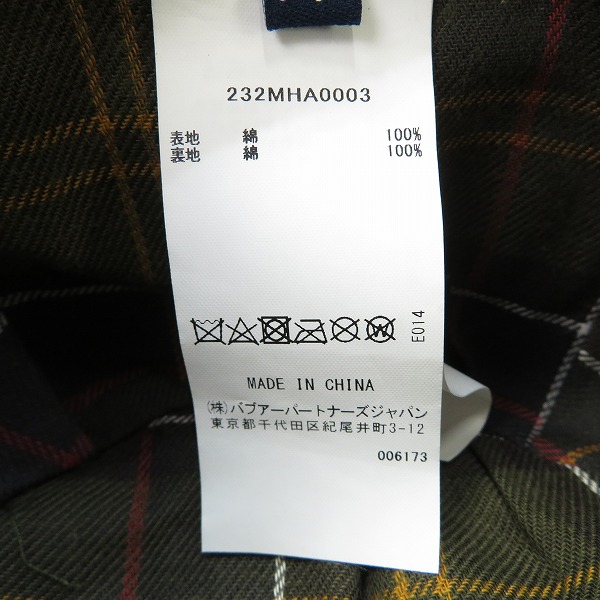 232MHA0003
表地 綿 100%
裏地 綿 100%
E014
MADE IN CHINA
(株)バブアーパートナーズジャパン
東京都千代田区紀尾井町3-12
006173